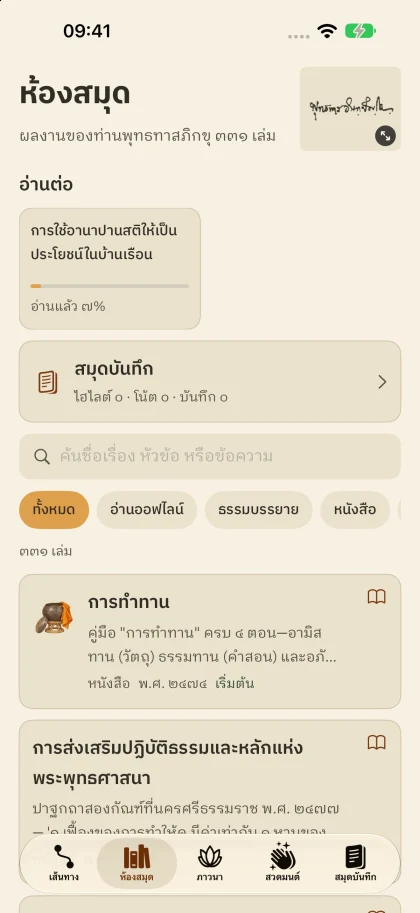 09:41
ห้องสมุด
ผลงานของท่านพุทธทาสภิกขุ ๓๓๑ เล่ม
พุทธทาส อินทปัญโญ
อ่านต่อ
การใช้อานาปานสติให้เป็น
ประโยชน์ในบ้านเรือน
อ่านแล้ว ๗%
สมุดบันทึก
ไฮไลต์ ๐ · โน้ต ๐ · บันทึก ๐
ค้นชื่อเรื่อง หัวข้อ หรือข้อความ
ทั้งหมด อ่านออฟไลน์ ธรรมบรรยาย หนังสือ
๓๓๑ เล่ม
การทำทาน
คู่มือ "การทำทาน" ครบ ๔ ตอน—อามิส
ทาน (วัตถุ) ธรรมทาน (คำสอน) และอภั...
หนังสือ พ.ศ. ๒๔๗๔ เริ่มต้น
การส่งเสริมปฏิบัติธรรมและหลักแห่ง
พระพุทธศาสนา
ปาฐกถาสองกัณฑ์ที่นครศรีธรรมราช พ.ศ. ๒๔๗๗
เส้นทาง ห้องสมุด ภาวนา สวดมนต์ สมุดบันทึก